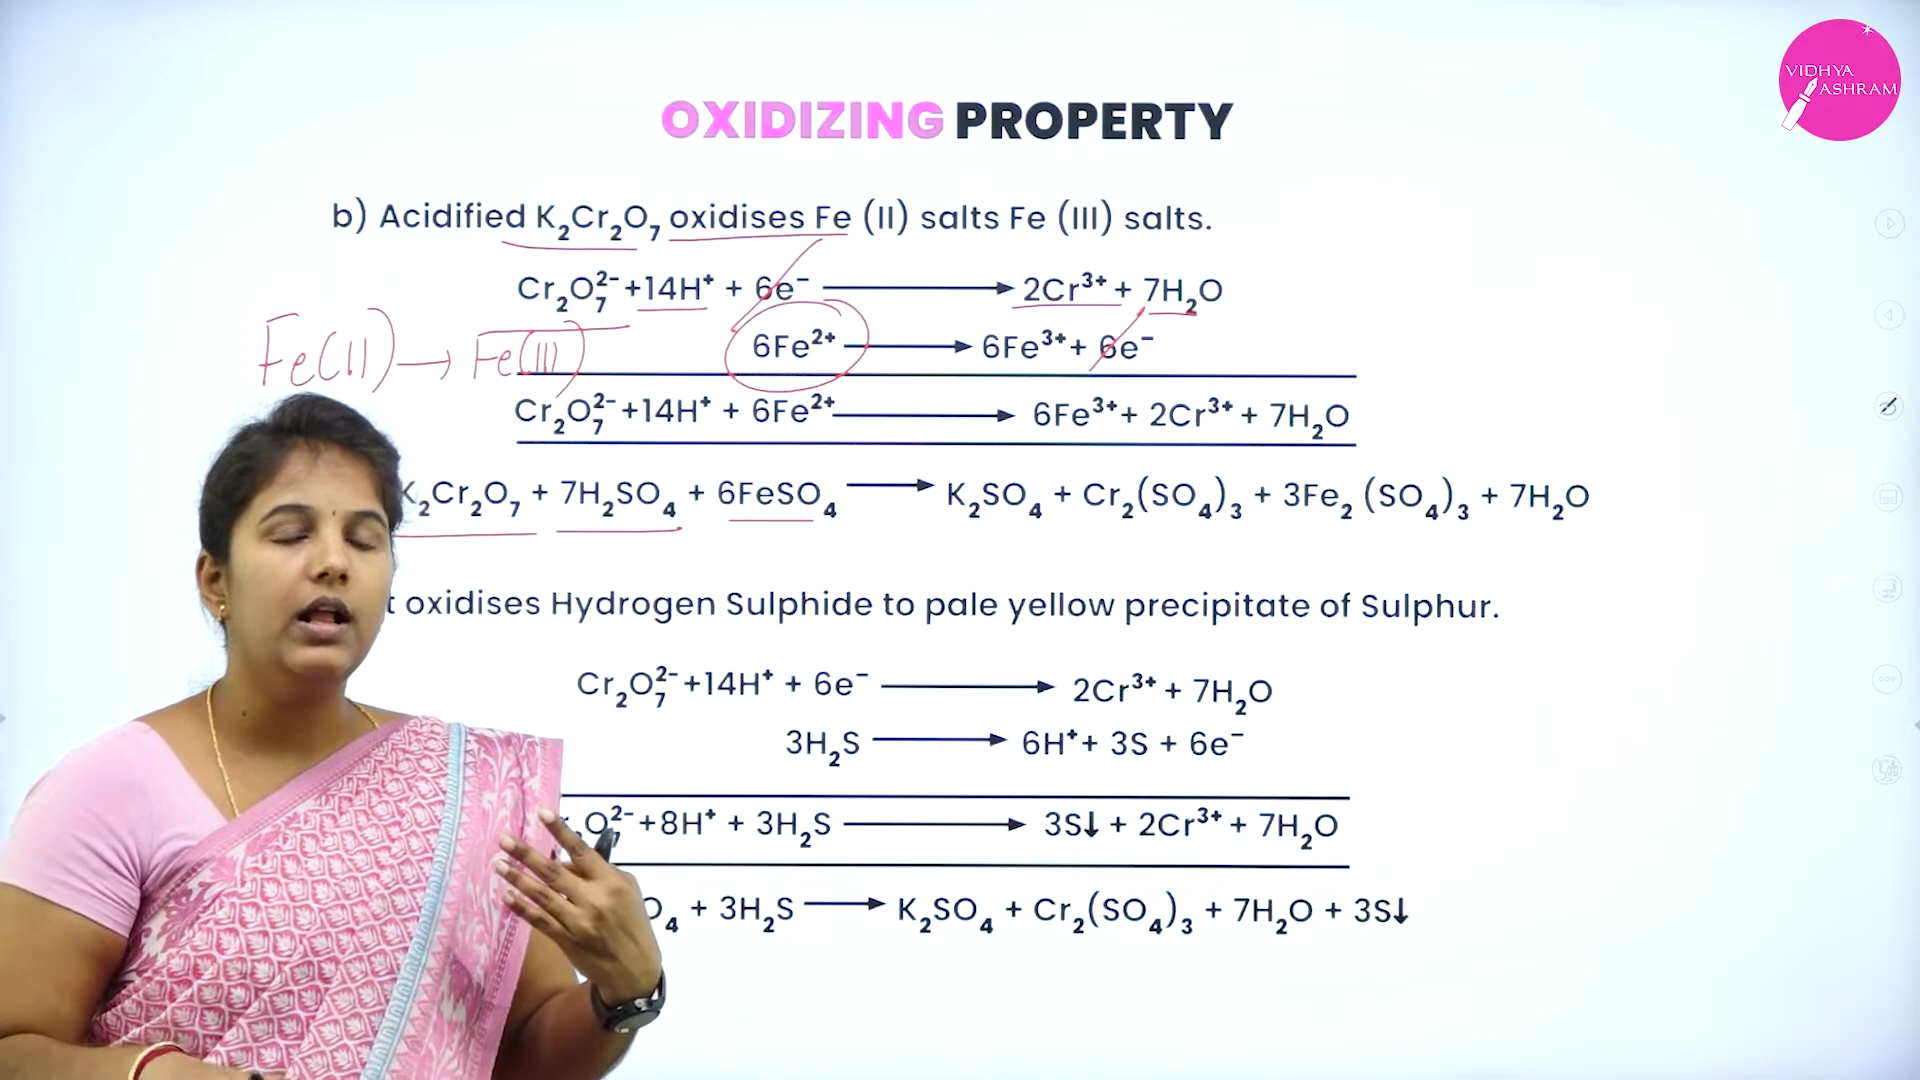 VIDHYA
ASHRAM
OXIDIZING PROPERTY
b) Acidified K₂Cr₂O₇ oxidises Fe (II) salts Fe (III) salts.
Cr₂O₇²⁻+14H⁺ + 6e⁻ ⟶ 2Cr³⁺ + 7H₂O
Fe(II) → Fe(III)
6Fe²⁺ ⟶ 6Fe³⁺+ 6e⁻
Cr₂O₇²⁻+14H⁺ + 6Fe²⁺ ⟶ 6Fe³⁺+ 2Cr³⁺ + 7H₂O
K₂Cr₂O₇ + 7H₂SO₄ + 6FeSO₄ ⟶ K₂SO₄ + Cr₂(SO₄)₃ + 3Fe₂ (SO₄)₃ + 7H₂O
oxidises Hydrogen Sulphide to pale yellow precipitate of Sulphur.
Cr₂O₇²⁻+14H⁺ + 6e⁻ ⟶ 2Cr³⁺ + 7H₂O
3H₂S ⟶ 6H⁺+ 3S + 6e⁻
O₇²⁻+8H⁺ + 3H₂S ⟶ 3S↓ + 2Cr³⁺ + 7H₂O
O₄ + 3H₂S ⟶ K₂SO₄ + Cr₂(SO₄)₃ + 7H₂O + 3S↓